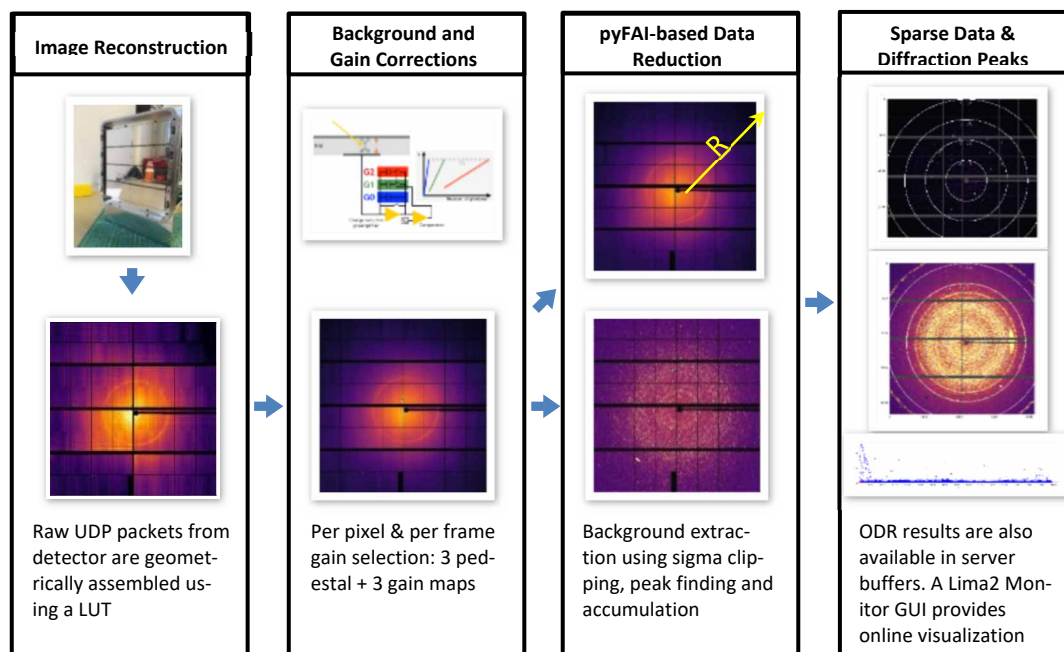 Image Reconstruction
Background and
Gain Corrections
pyFAI-based Data
Reduction
Sparse Data &
Diffraction Peaks
G2
G1
G0
R
Raw UDP packets from
detector are geomet-
rically assembled us-
ing a LUT
Per pixel & per frame
gain selection: 3 ped-
estal + 3 gain maps
Background extrac-
tion using sigma clip-
ping, peak finding and
accumulation
ODR results are also
available in server
buffers. A Lima2 Mon-
itor GUI provides
online visualization